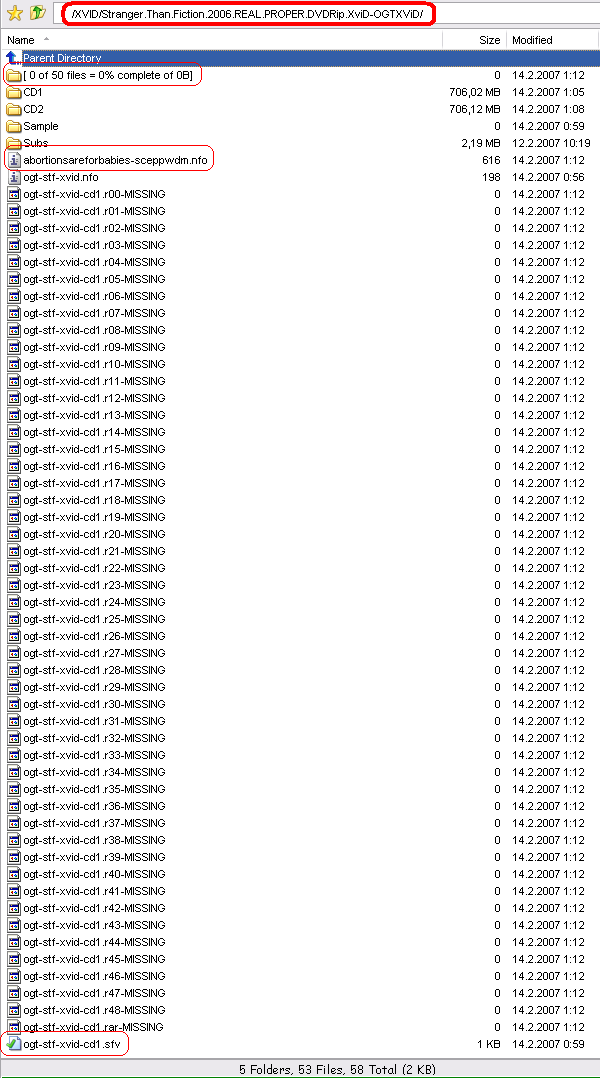 /XVID/Stranger.Than.Fiction.2006.REAL.PROPER.DVDRip.XviD-OGTXViD/
Name Size Modified
Parent Directory
[ 0 of 50 files = 0% complete of 0B] 0 14.2.2007 1:12
CD1 706,02 MB 14.2.2007 1:05
CD2 706,12 MB 14.2.2007 1:08
Sample 0 14.2.2007 0:59
Subs 2,19 MB 12.2.2007 10:19
abortionsareforbabies-sceppwdm.nfo 616 14.2.2007 1:12
ogt-stf-xvid.nfo 198 14.2.2007 0:56
ogt-stf-xvid-cd1.r00-MISSING 0 14.2.2007 1:12
ogt-stf-xvid-cd1.r01-MISSING 0 14.2.2007 1:12
ogt-stf-xvid-cd1.r02-MISSING 0 14.2.2007 1:12
ogt-stf-xvid-cd1.r03-MISSING 0 14.2.2007 1:12
ogt-stf-xvid-cd1.r04-MISSING 0 14.2.2007 1:12
ogt-stf-xvid-cd1.r05-MISSING 0 14.2.2007 1:12
ogt-stf-xvid-cd1.r06-MISSING 0 14.2.2007 1:12
ogt-stf-xvid-cd1.r07-MISSING 0 14.2.2007 1:12
ogt-stf-xvid-cd1.r08-MISSING 0 14.2.2007 1:12
ogt-stf-xvid-cd1.r09-MISSING 0 14.2.2007 1:12
ogt-stf-xvid-cd1.r10-MISSING 0 14.2.2007 1:12
ogt-stf-xvid-cd1.r11-MISSING 0 14.2.2007 1:12
ogt-stf-xvid-cd1.r12-MISSING 0 14.2.2007 1:12
ogt-stf-xvid-cd1.r13-MISSING 0 14.2.2007 1:12
ogt-stf-xvid-cd1.r14-MISSING 0 14.2.2007 1:12
ogt-stf-xvid-cd1.r15-MISSING 0 14.2.2007 1:12
ogt-stf-xvid-cd1.r16-MISSING 0 14.2.2007 1:12
ogt-stf-xvid-cd1.r17-MISSING 0 14.2.2007 1:12
ogt-stf-xvid-cd1.r18-MISSING 0 14.2.2007 1:12
ogt-stf-xvid-cd1.r19-MISSING 0 14.2.2007 1:12
ogt-stf-xvid-cd1.r20-MISSING 0 14.2.2007 1:12
ogt-stf-xvid-cd1.r21-MISSING 0 14.2.2007 1:12
ogt-stf-xvid-cd1.r22-MISSING 0 14.2.2007 1:12
ogt-stf-xvid-cd1.r23-MISSING 0 14.2.2007 1:12
ogt-stf-xvid-cd1.r24-MISSING 0 14.2.2007 1:12
ogt-stf-xvid-cd1.r25-MISSING 0 14.2.2007 1:12
ogt-stf-xvid-cd1.r26-MISSING 0 14.2.2007 1:12
ogt-stf-xvid-cd1.r27-MISSING 0 14.2.2007 1:12
ogt-stf-xvid-cd1.r28-MISSING 0 14.2.2007 1:12
ogt-stf-xvid-cd1.r29-MISSING 0 14.2.2007 1:12
ogt-stf-xvid-cd1.r30-MISSING 0 14.2.2007 1:12
ogt-stf-xvid-cd1.r31-MISSING 0 14.2.2007 1:12
ogt-stf-xvid-cd1.r32-MISSING 0 14.2.2007 1:12
ogt-stf-xvid-cd1.r33-MISSING 0 14.2.2007 1:12
ogt-stf-xvid-cd1.r34-MISSING 0 14.2.2007 1:12
ogt-stf-xvid-cd1.r35-MISSING 0 14.2.2007 1:12
ogt-stf-xvid-cd1.r36-MISSING 0 14.2.2007 1:12
ogt-stf-xvid-cd1.r37-MISSING 0 14.2.2007 1:12
ogt-stf-xvid-cd1.r38-MISSING 0 14.2.2007 1:12
ogt-stf-xvid-cd1.r39-MISSING 0 14.2.2007 1:12
ogt-stf-xvid-cd1.r40-MISSING 0 14.2.2007 1:12
ogt-stf-xvid-cd1.r41-MISSING 0 14.2.2007 1:12
ogt-stf-xvid-cd1.r42-MISSING 0 14.2.2007 1:12
ogt-stf-xvid-cd1.r43-MISSING 0 14.2.2007 1:12
ogt-stf-xvid-cd1.r44-MISSING 0 14.2.2007 1:12
ogt-stf-xvid-cd1.r45-MISSING 0 14.2.2007 1:12
ogt-stf-xvid-cd1.r46-MISSING 0 14.2.2007 1:12
ogt-stf-xvid-cd1.r47-MISSING 0 14.2.2007 1:12
ogt-stf-xvid-cd1.r48-MISSING 0 14.2.2007 1:12
ogt-stf-xvid-cd1.rar-MISSING 0 14.2.2007 1:12
ogt-stf-xvid-cd1.sfv 1 KB 14.2.2007 0:59
5 Folders, 53 Files, 58 Total (2 KB)